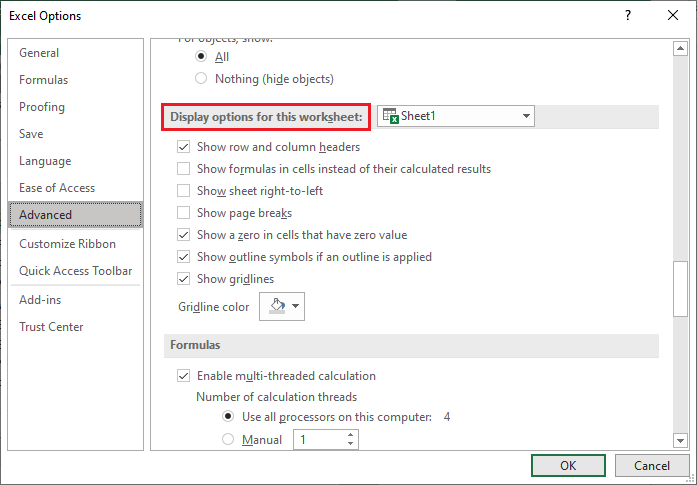 Excel Options
?
General
Formulas
Proofing
Save
Language
Ease of Access
Advanced
Customize Ribbon
Quick Access Toolbar
Add-ins
Trust Center
For objects, show:
All
Nothing (hide objects)
Display options for this worksheet: Sheet1
Show row and column headers
Show formulas in cells instead of their calculated results
Show sheet right-to-left
Show page breaks
Show a zero in cells that have zero value
Show outline symbols if an outline is applied
Show gridlines
Gridline color
Formulas
Enable multi-threaded calculation
Number of calculation threads
Use all processors on this computer: 4
Manual 1
OK Cancel